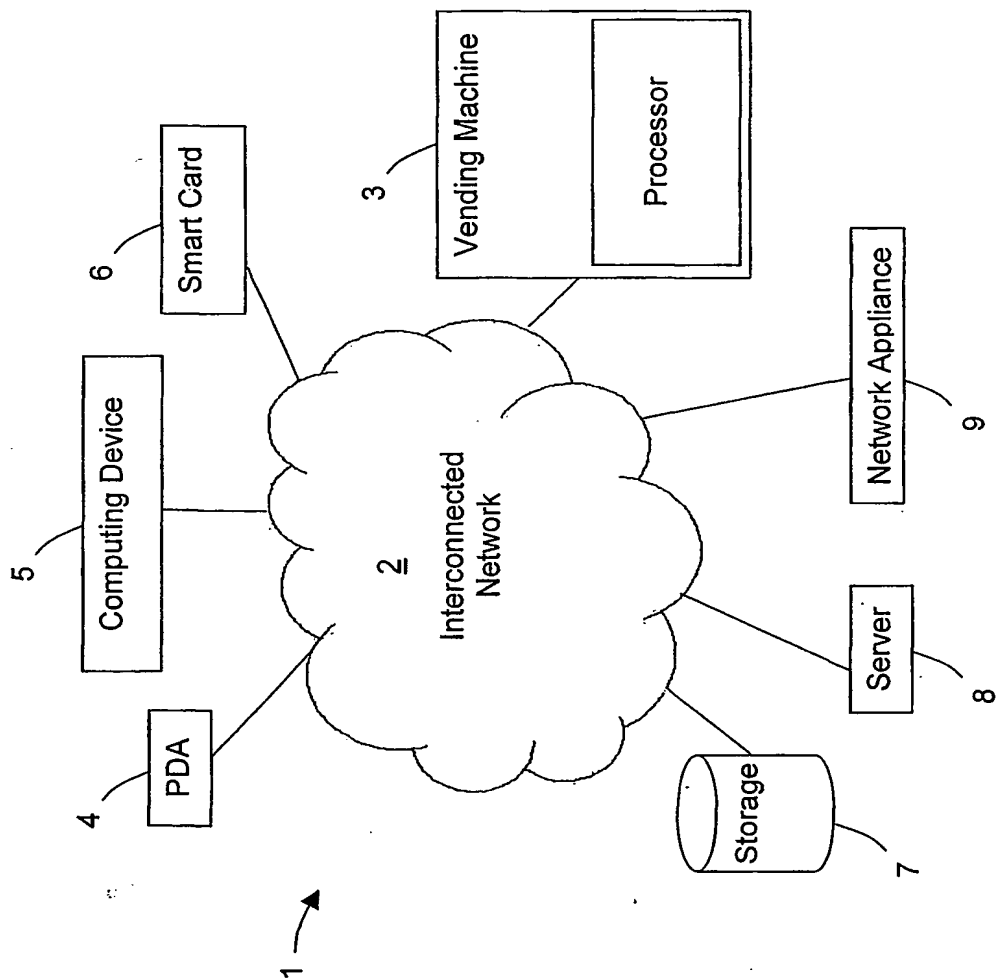 1
4
PDA
5
Computing Device
6
Smart Card
2
Interconnected
Network
3
Vending Machine
Processor
7
Storage
8
Server
9
Network Appliance